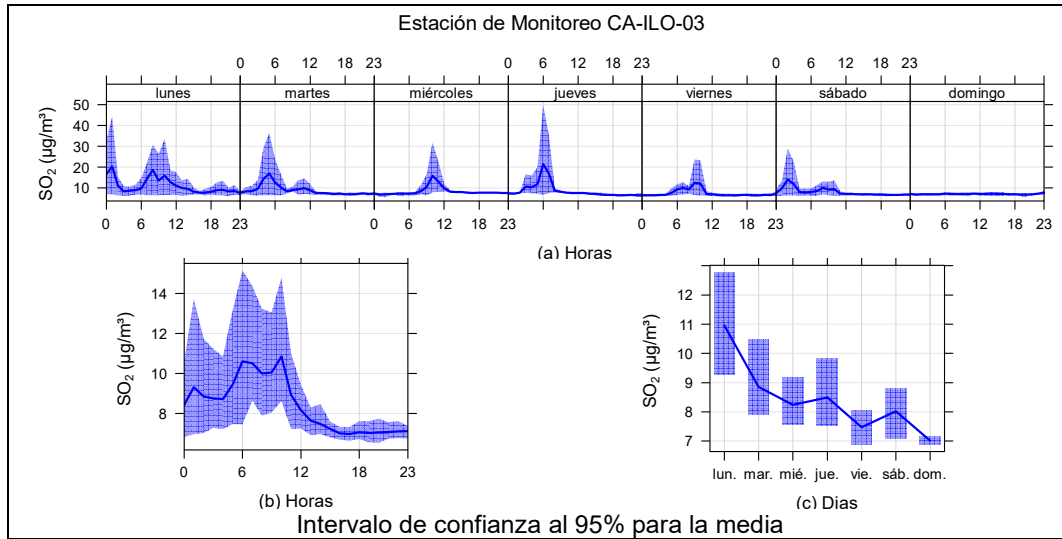 Estación de Monitoreo CA-ILO-03
0 6 12 18 23 0 6 12 18 23 0 6 12 18 23
lunes martes miércoles jueves viernes sábado domingo
SO₂ (µg/m³)
50
40
30
20
10
0 6 12 18 23 0 6 12 18 23 0 6 12 18 23 0 6 12 18 23
(a) Horas
SO₂ (µg/m³)
14
12
10
8
0 6 12 18 23
(b) Horas
SO₂ (µg/m³)
12
11
10
9
8
7
lun. mar. mié. jue. vie. sáb. dom.
(c) Dias
Intervalo de confianza al 95% para la media